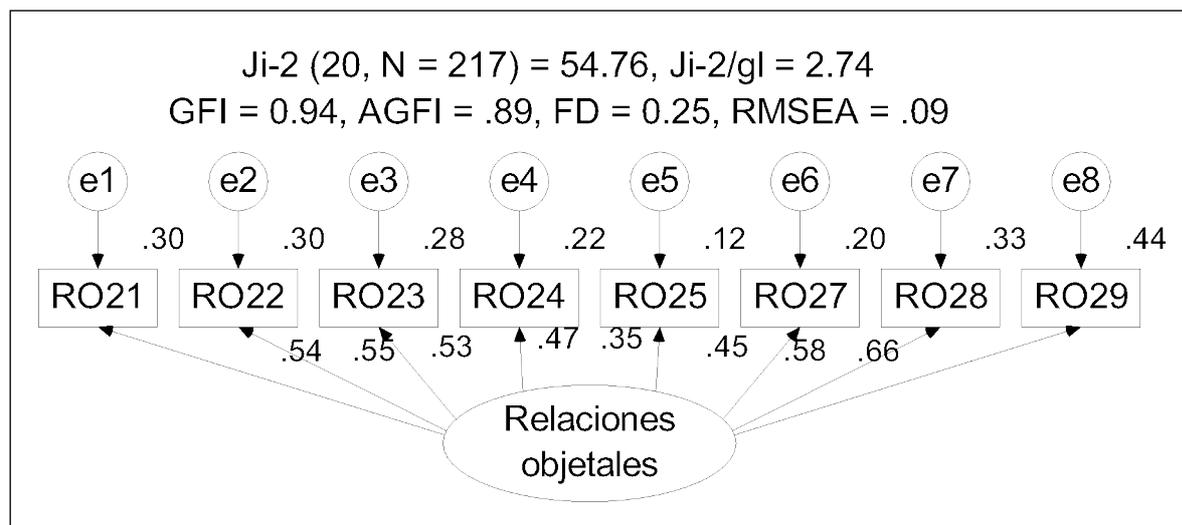 Ji-2 (20, N = 217) = 54.76, Ji-2/gl = 2.74
GFI = 0.94, AGFI = .89, FD = 0.25, RMSEA = .09
e1 e2 e3 e4 e5 e6 e7 e8
.30 .30 .28 .22 .12 .20 .33 .44
RO21 RO22 RO23 RO24 RO25 RO27 RO28 RO29
.54 .55 .53 .47 .35 .45 .58 .66
Relaciones
objetales